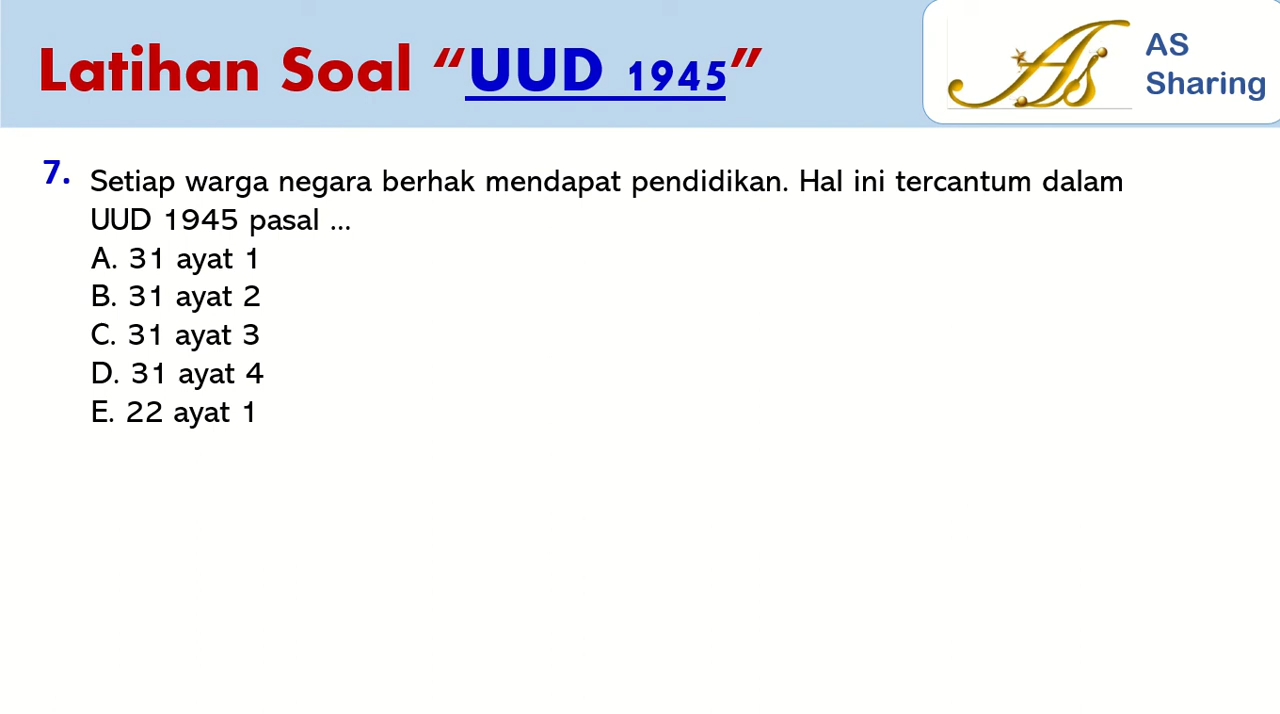 Latihan Soal “UUD 1945”
As
AS
Sharing
7. Setiap warga negara berhak mendapat pendidikan. Hal ini tercantum dalam
UUD 1945 pasal ...
A. 31 ayat 1
B. 31 ayat 2
C. 31 ayat 3
D. 31 ayat 4
E. 22 ayat 1